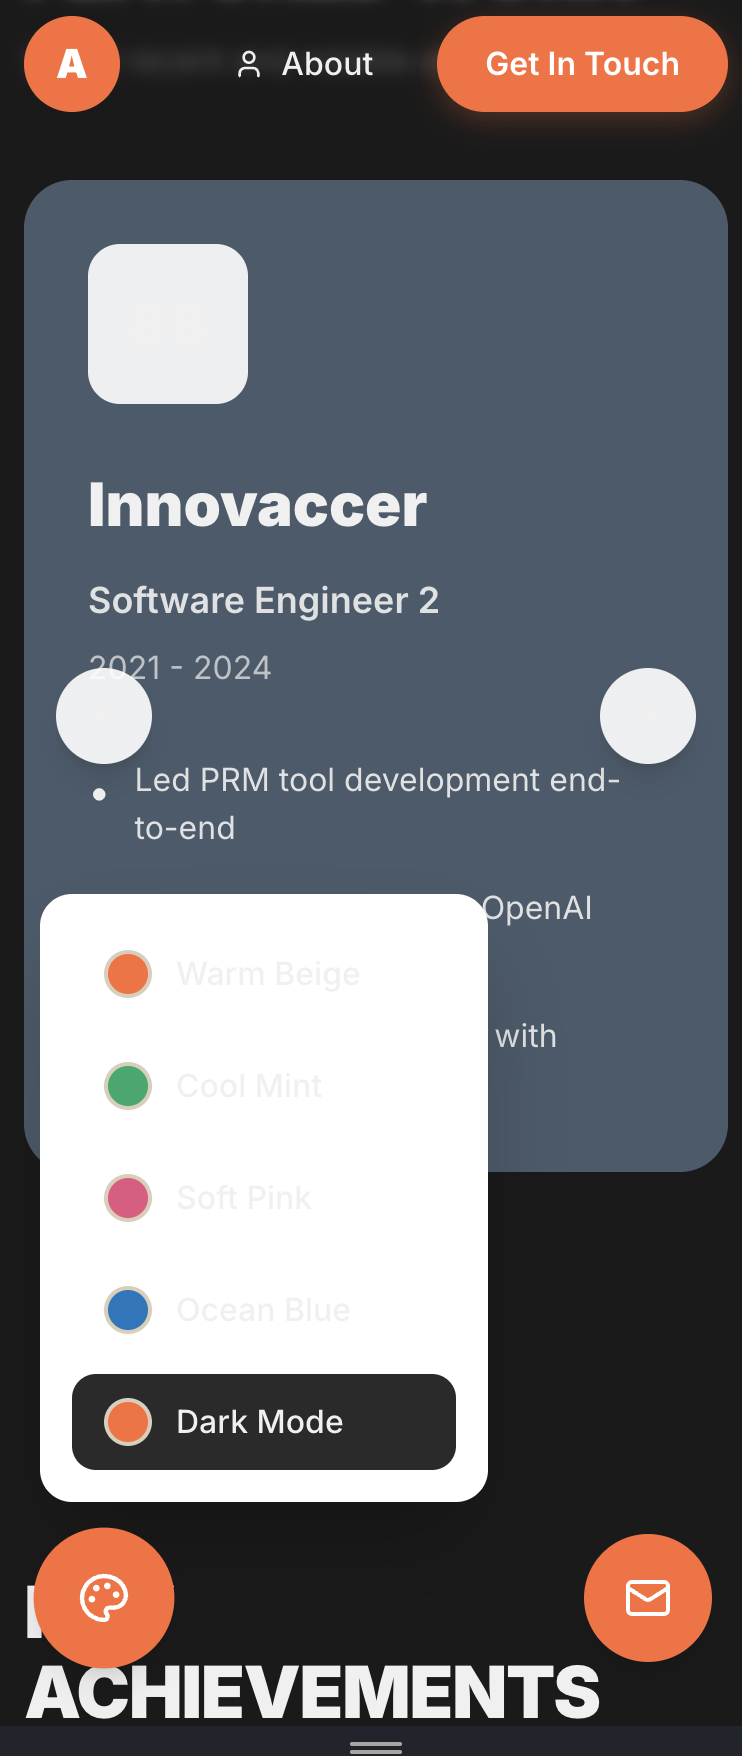 A
About
Get In Touch
Innovaccer
Software Engineer 2
2021 - 2024
Led PRM tool development end-
to-end
OpenAI
with
Warm Beige
Cool Mint
Soft Pink
Ocean Blue
Dark Mode
ACHIEVEMENTS